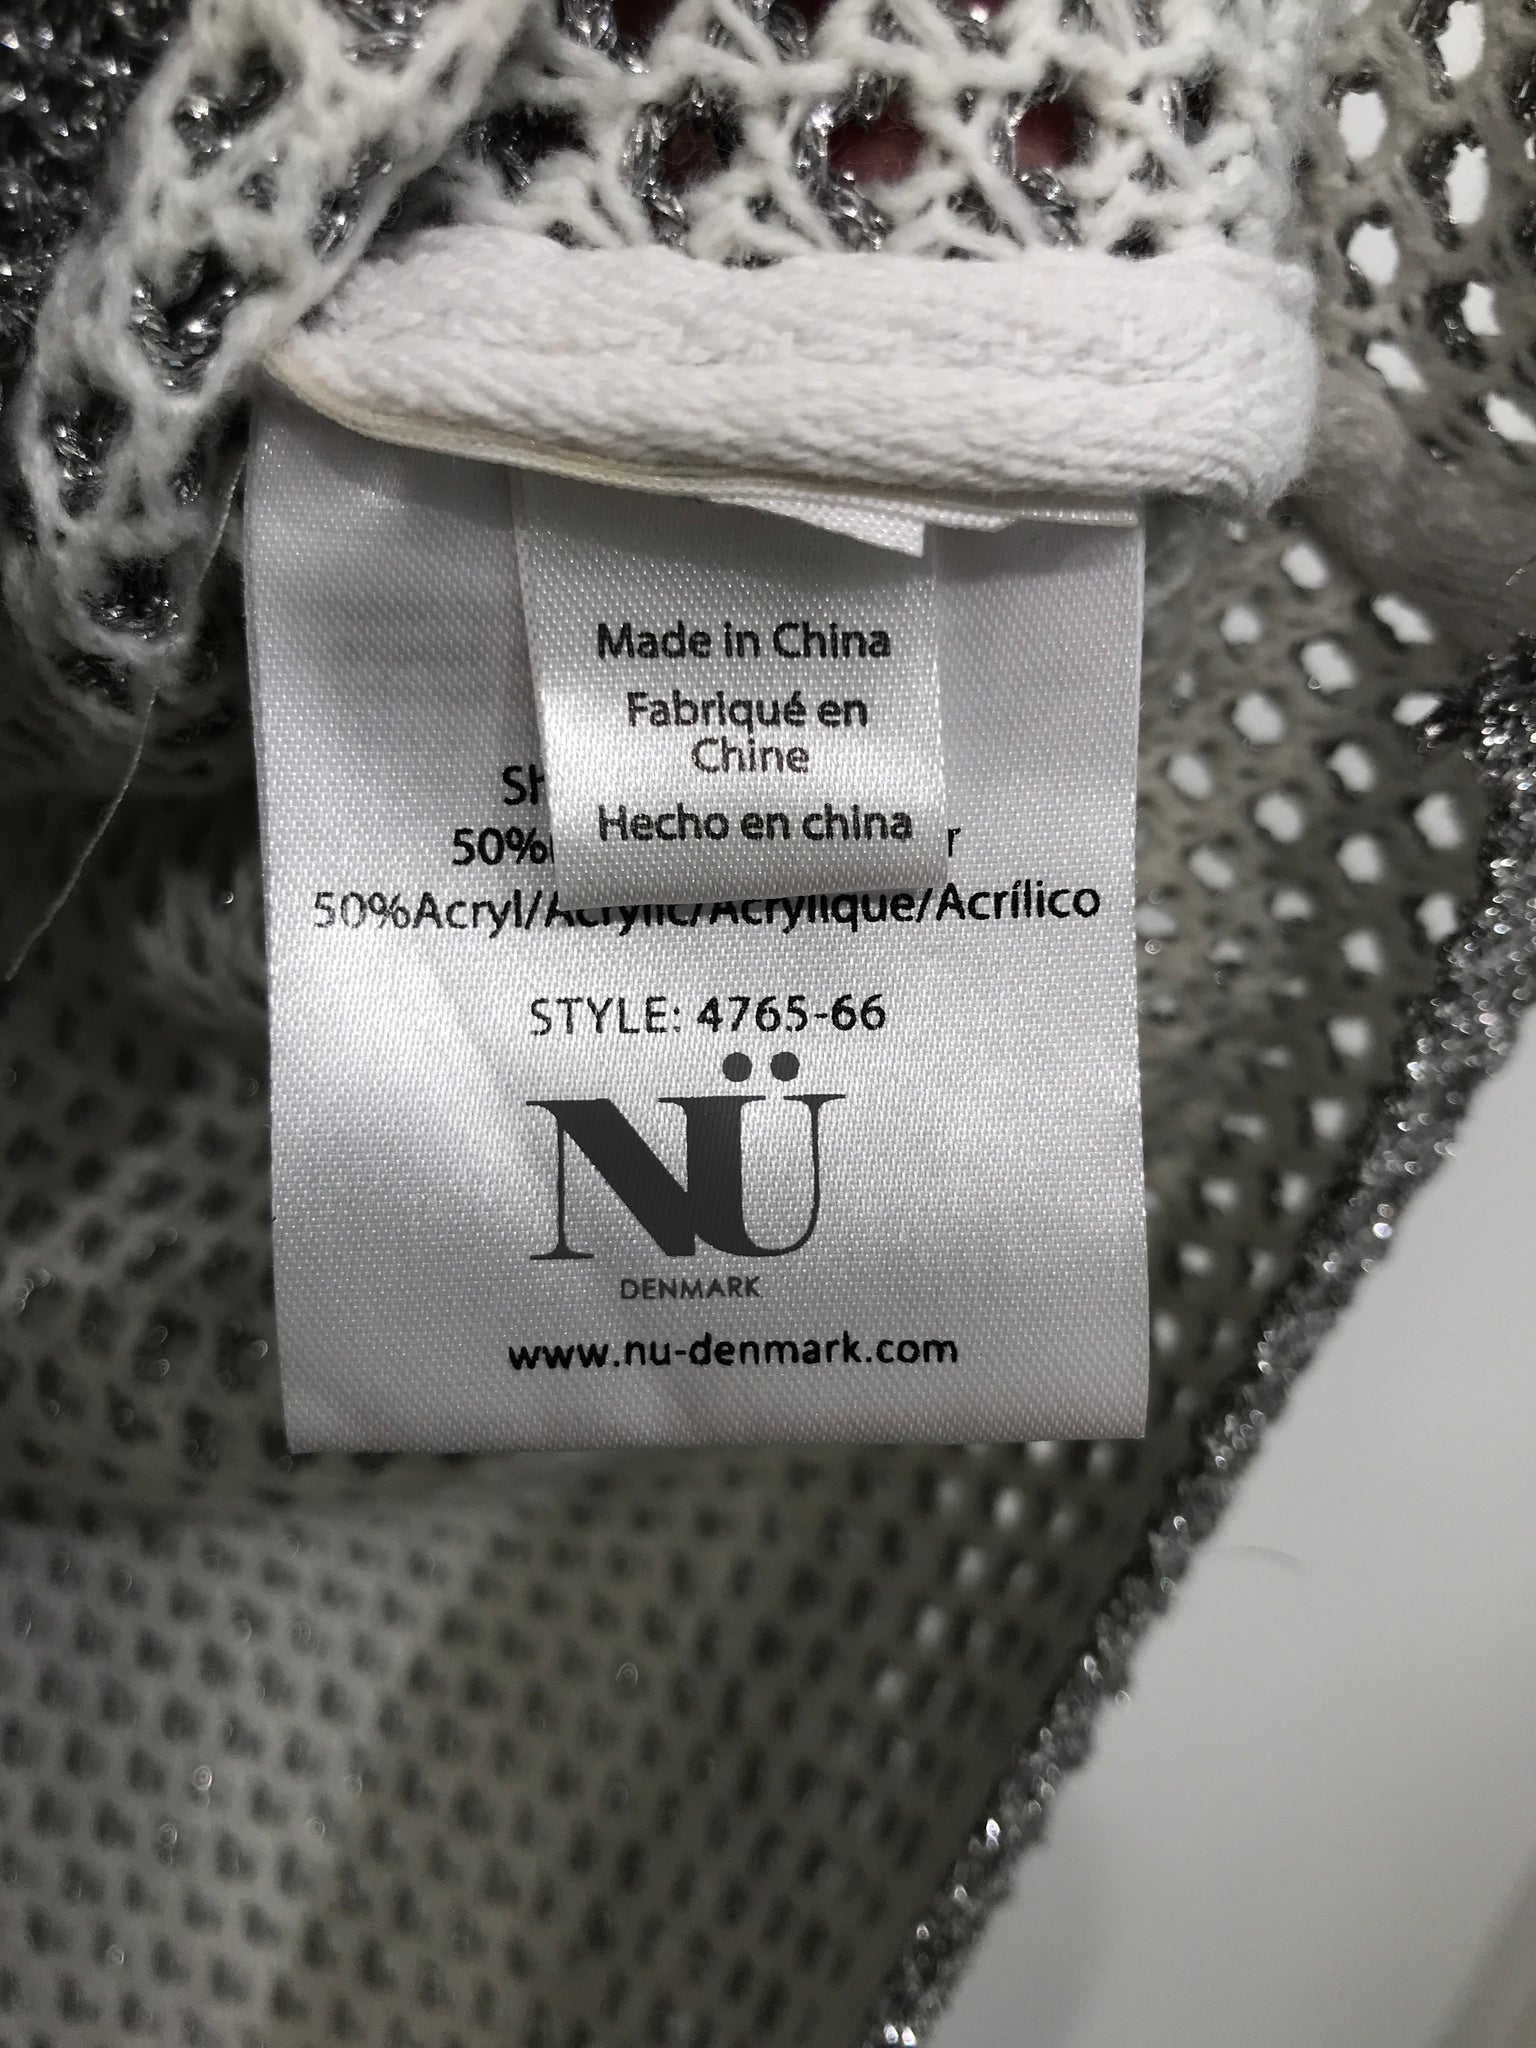 Made in China
Fabriqué en
Chine
Hecho en china
50%
50%Acryl/Acrylic/Acrylique/Acrílico
STYLE: 4765-66
NÜ
DENMARK
www.nu-denmark.com